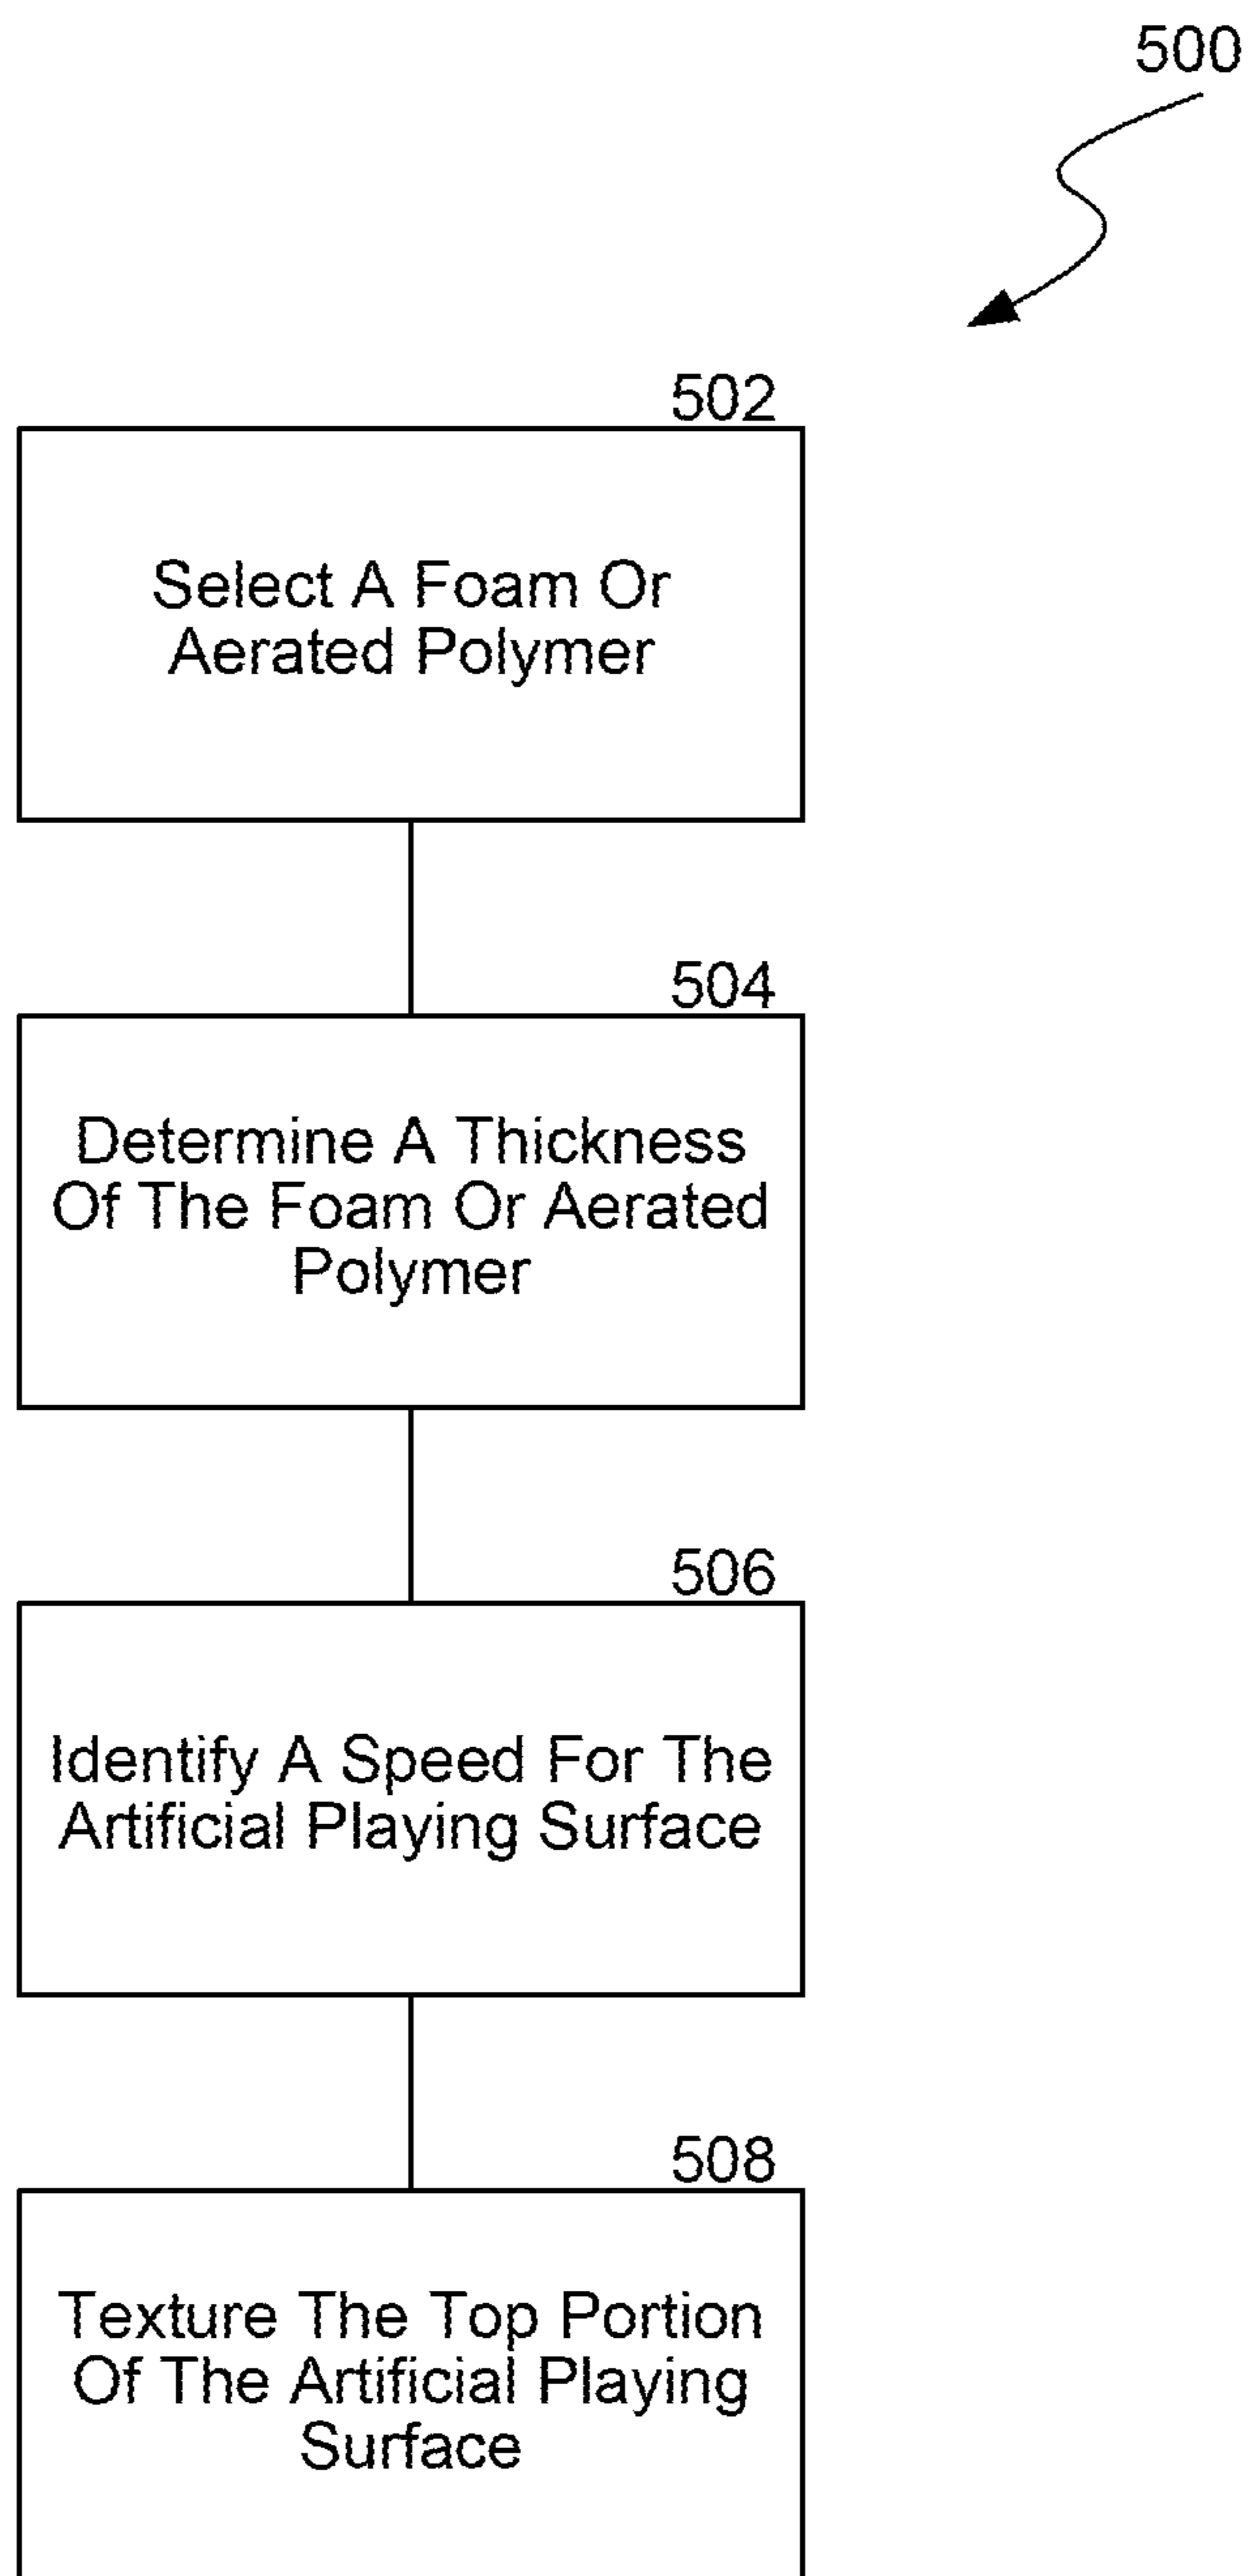 500
502
Select A Foam Or
Aerated Polymer
504
Determine A Thickness
Of The Foam Or Aerated
Polymer
506
Identify A Speed For The
Artificial Playing Surface
508
Texture The Top Portion
Of The Artificial Playing
Surface